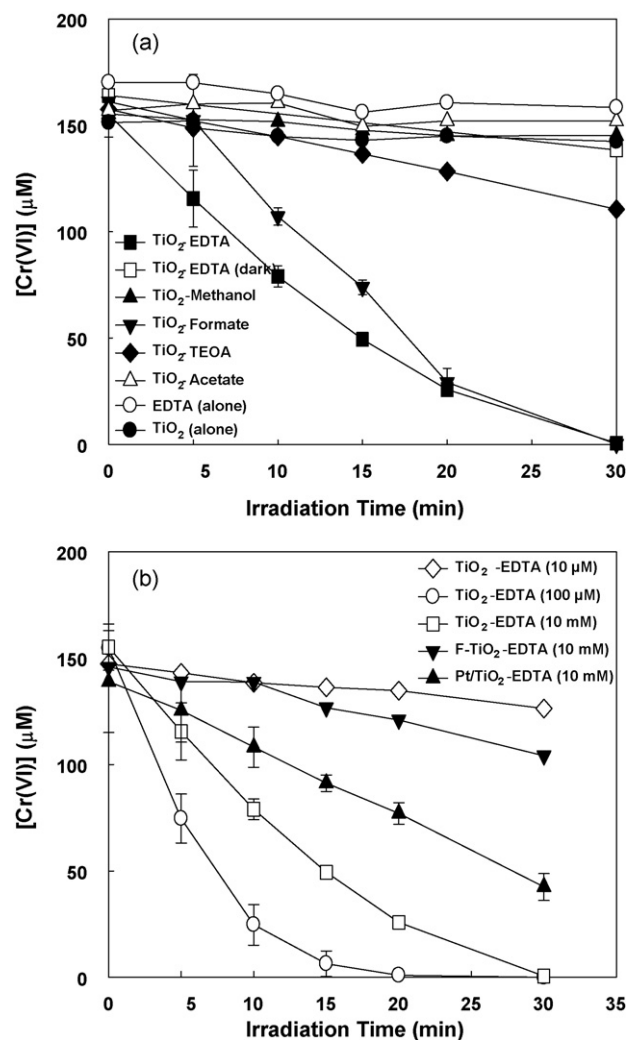 (a)
200
150
100
50
0
[Cr(VI)] (µM)
TiO2-EDTA
TiO2-EDTA (dark)
TiO2-Methanol
TiO2-Formate
TiO2-TEOA
TiO2-Acetate
EDTA (alone)
TiO2 (alone)
0 5 10 15 20 25 30
Irradiation Time (min)
(b)
200
150
100
50
0
[Cr(VI)] (µM)
TiO2 -EDTA (10 µM)
TiO2-EDTA (100 µM)
TiO2-EDTA (10 mM)
F-TiO2-EDTA (10 mM)
Pt/TiO2-EDTA (10 mM)
0 5 10 15 20 25 30 35
Irradiation Time (min)